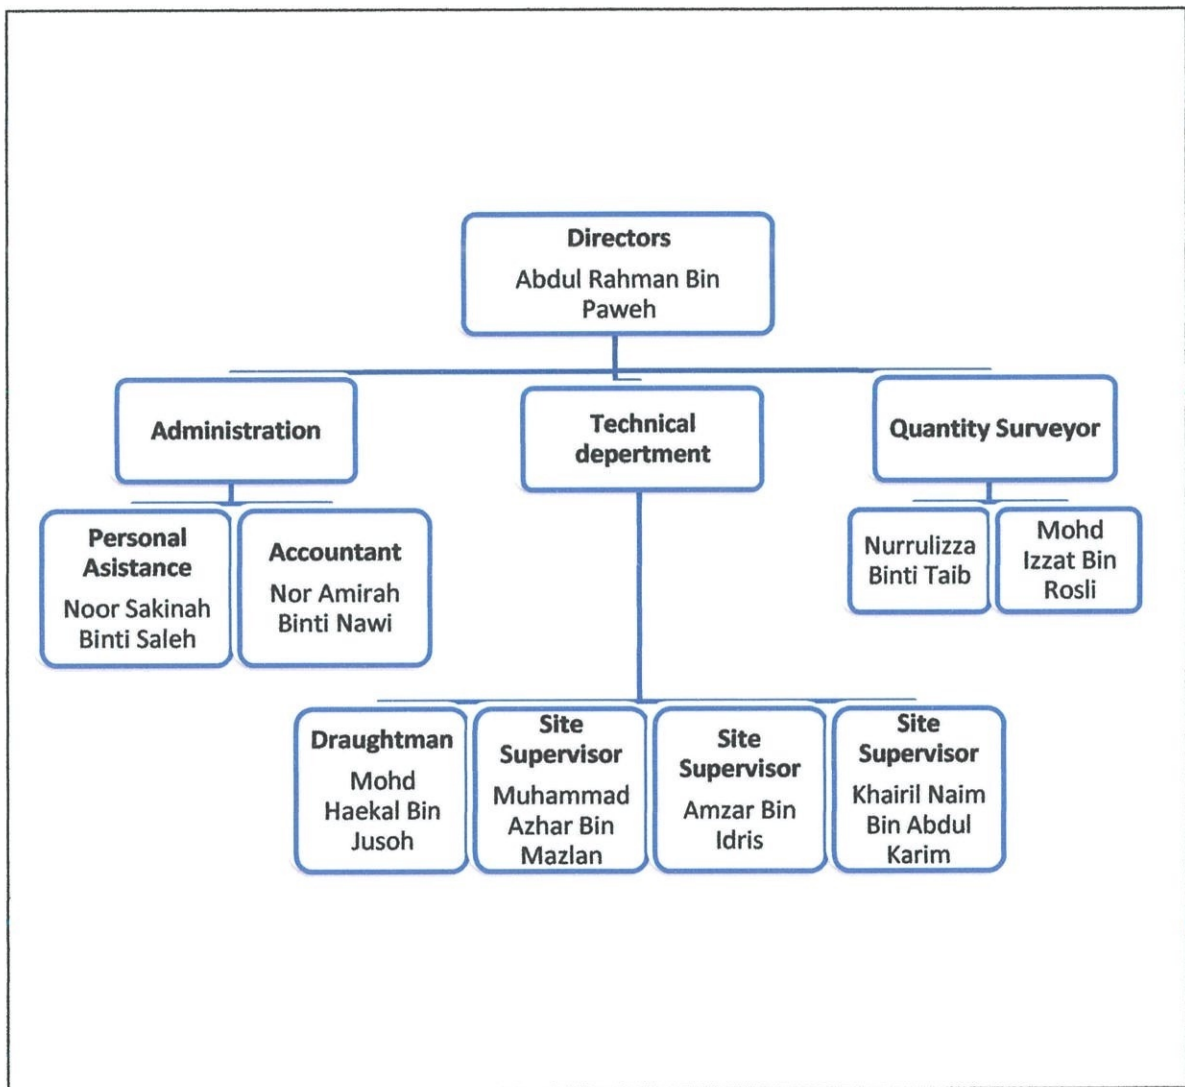 Directors
Abdul Rahman Bin
Paweh
Administration
Technical
depertment
Quantity Surveyor
Personal
Asistance
Noor Sakinah
Binti Saleh
Accountant
Nor Amirah
Binti Nawi
Nurrulizza
Binti Taib
Mohd
Izzat Bin
Rosli
Draughtman
Mohd
Haekal Bin
Jusoh
Site
Supervisor
Muhammad
Azhar Bin
Mazlan
Site
Supervisor
Amzar Bin
Idris
Site
Supervisor
Khairil Naim
Bin Abdul
Karim